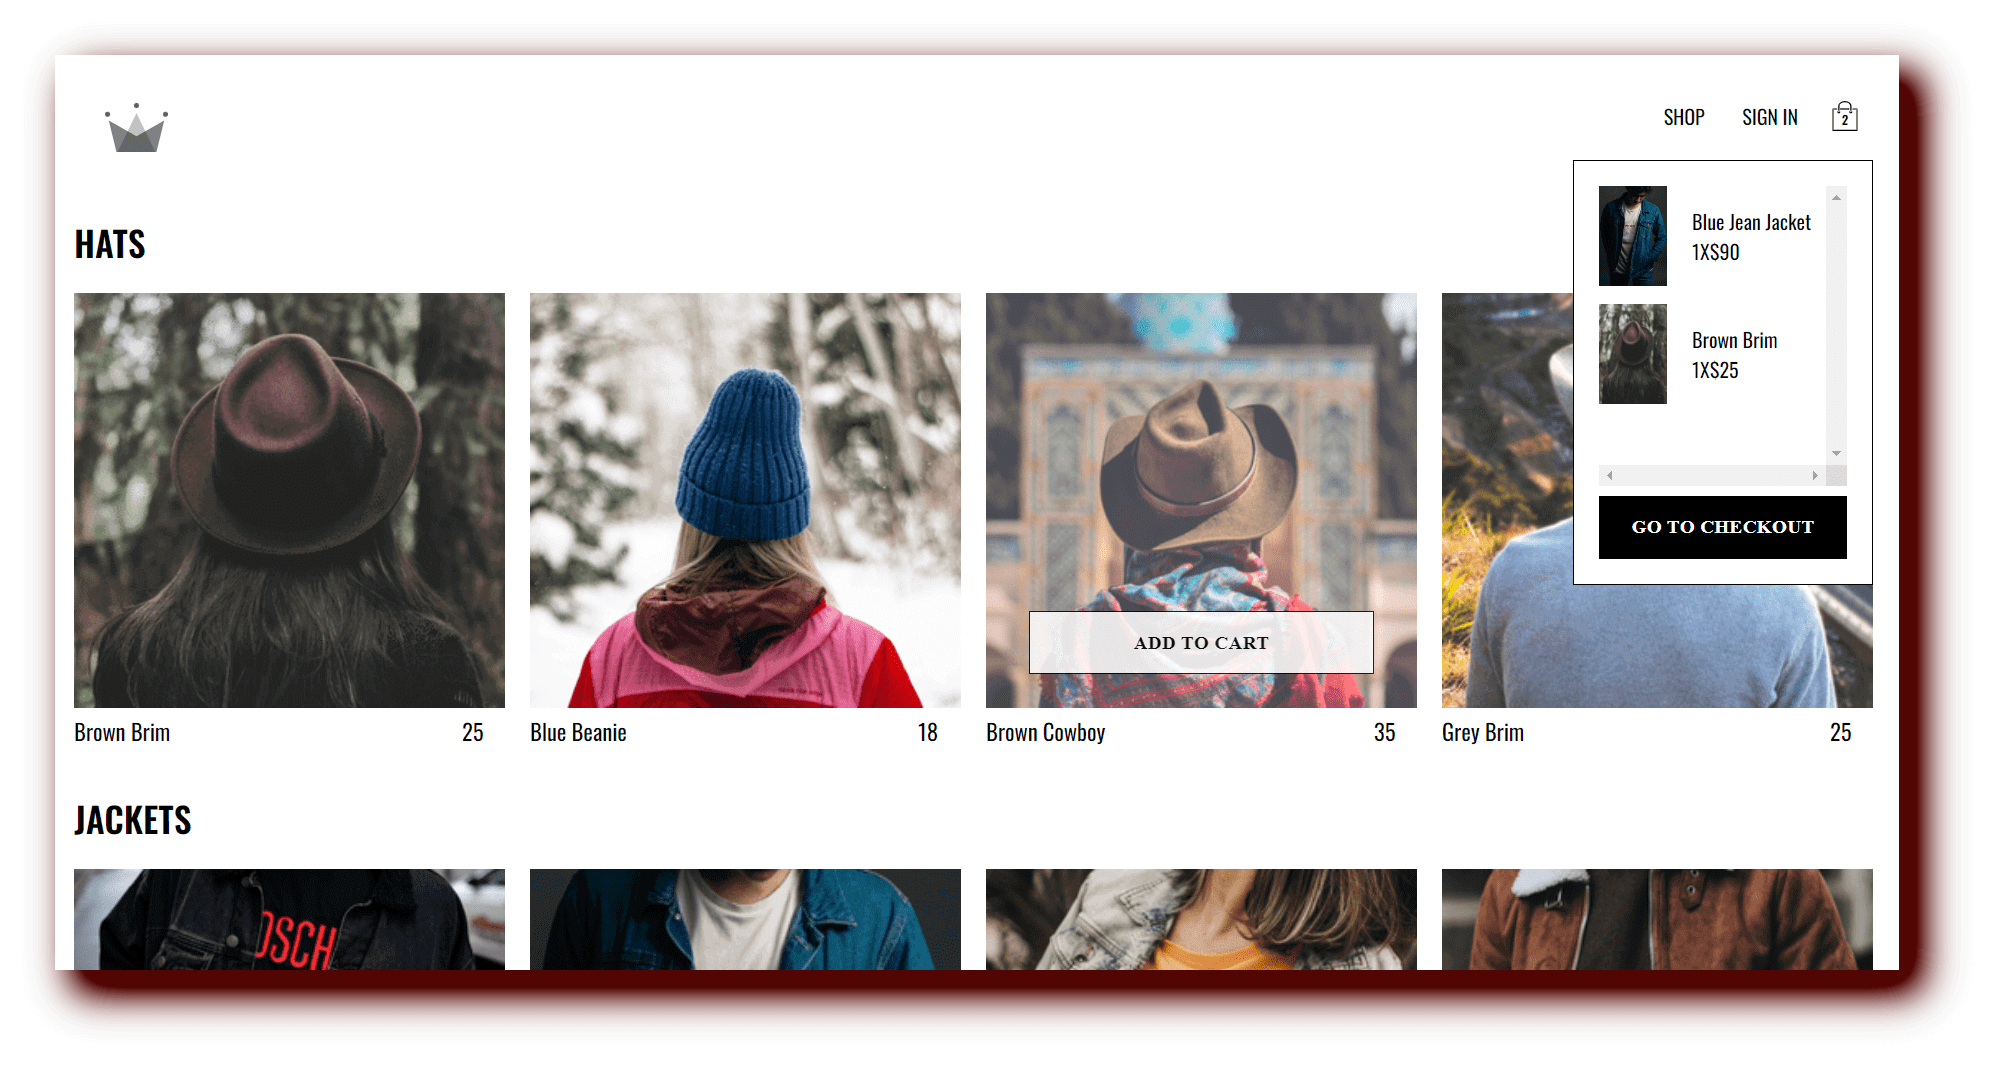 SHOP
SIGN IN
2
HATS
Blue Jean Jacket
1X$90
Brown Brim
1X$25
GO TO CHECKOUT
ADD TO CART
Brown Brim 25
Blue Beanie 18
Brown Cowboy 35
Grey Brim 25
JACKETS
OSCH